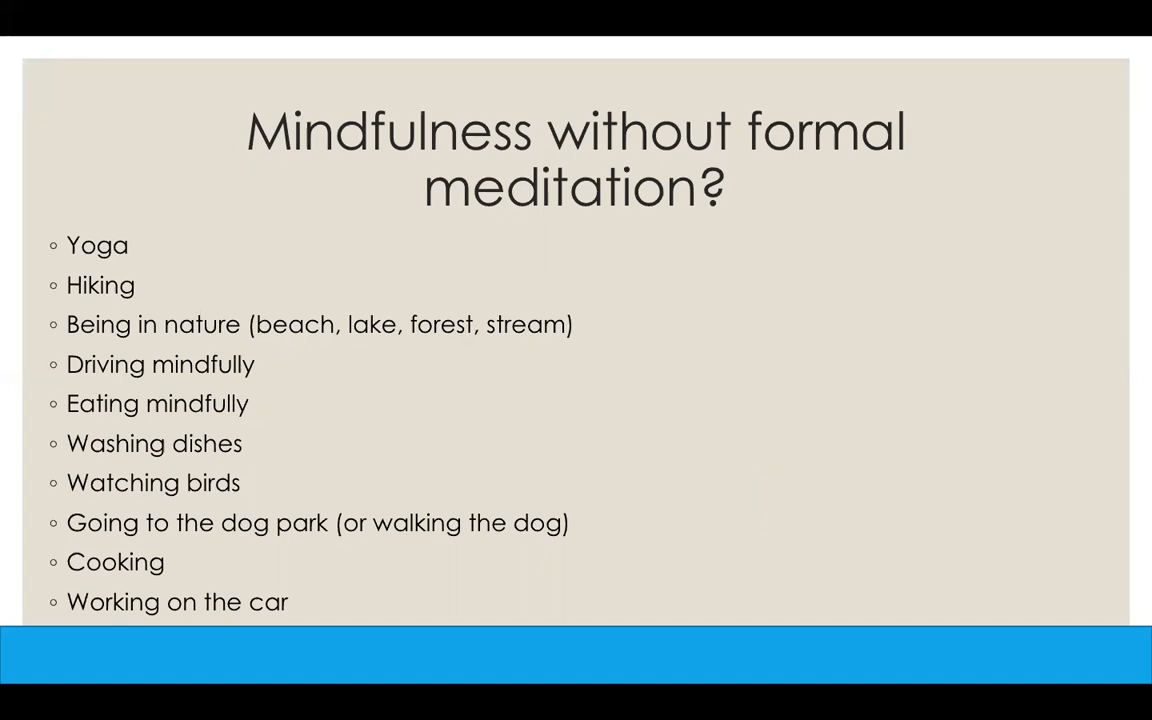 Mindfulness without formal
meditation?
◦ Yoga
◦ Hiking
◦ Being in nature (beach, lake, forest, stream)
◦ Driving mindfully
◦ Eating mindfully
◦ Washing dishes
◦ Watching birds
◦ Going to the dog park (or walking the dog)
◦ Cooking
◦ Working on the car